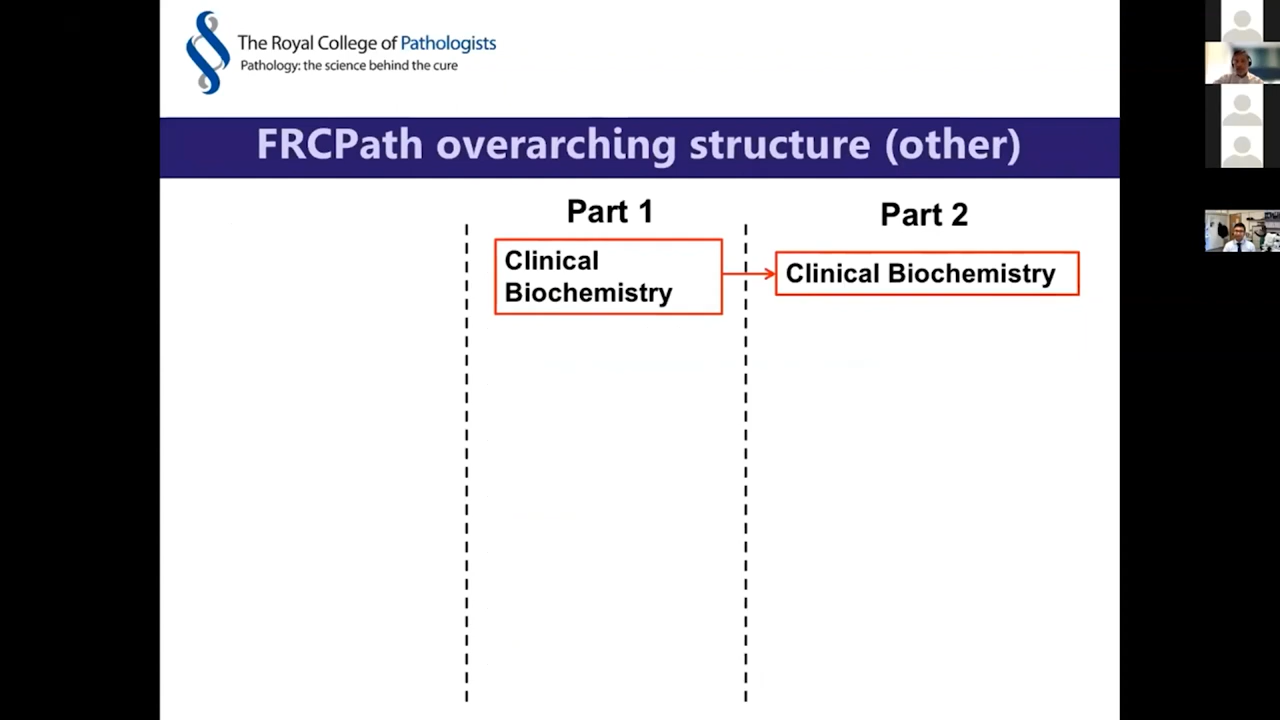 The Royal College of Pathologists
Pathology: the science behind the cure
FRCPath overarching structure (other)
Part 1
Part 2
Clinical
Biochemistry
Clinical Biochemistry